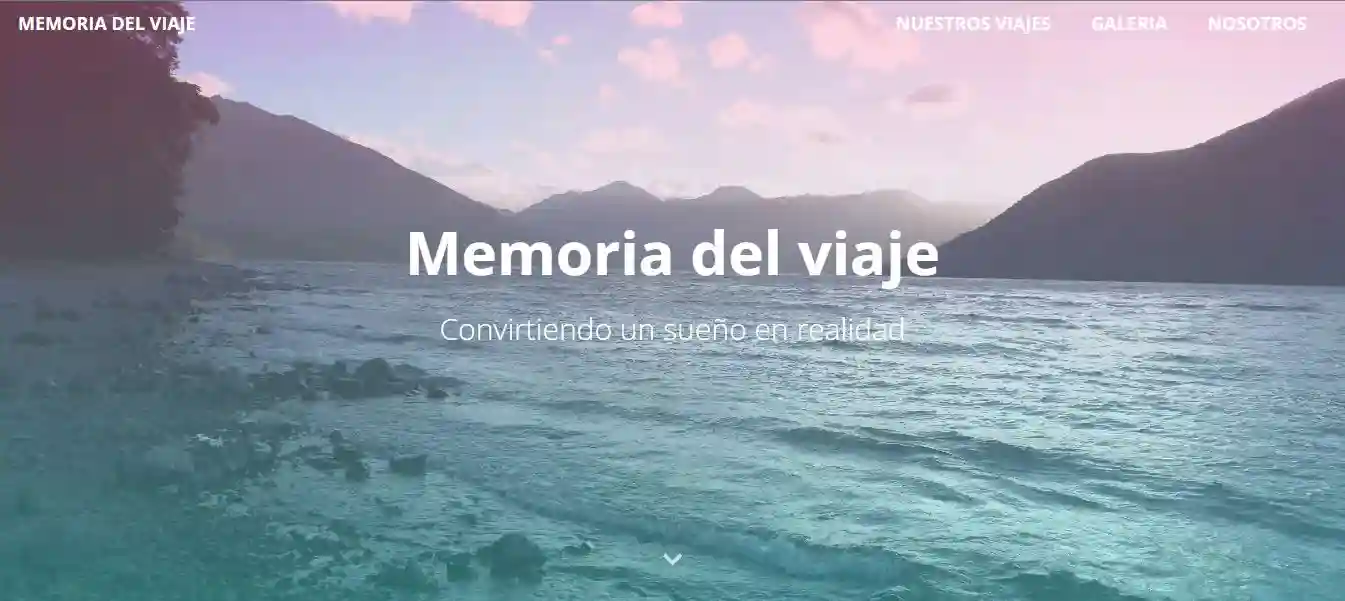 MEMORIA DEL VIAJE
NUESTROS VIAJES GALERIA NOSOTROS
Memoria del viaje
Convirtiendo un sueño en realidad